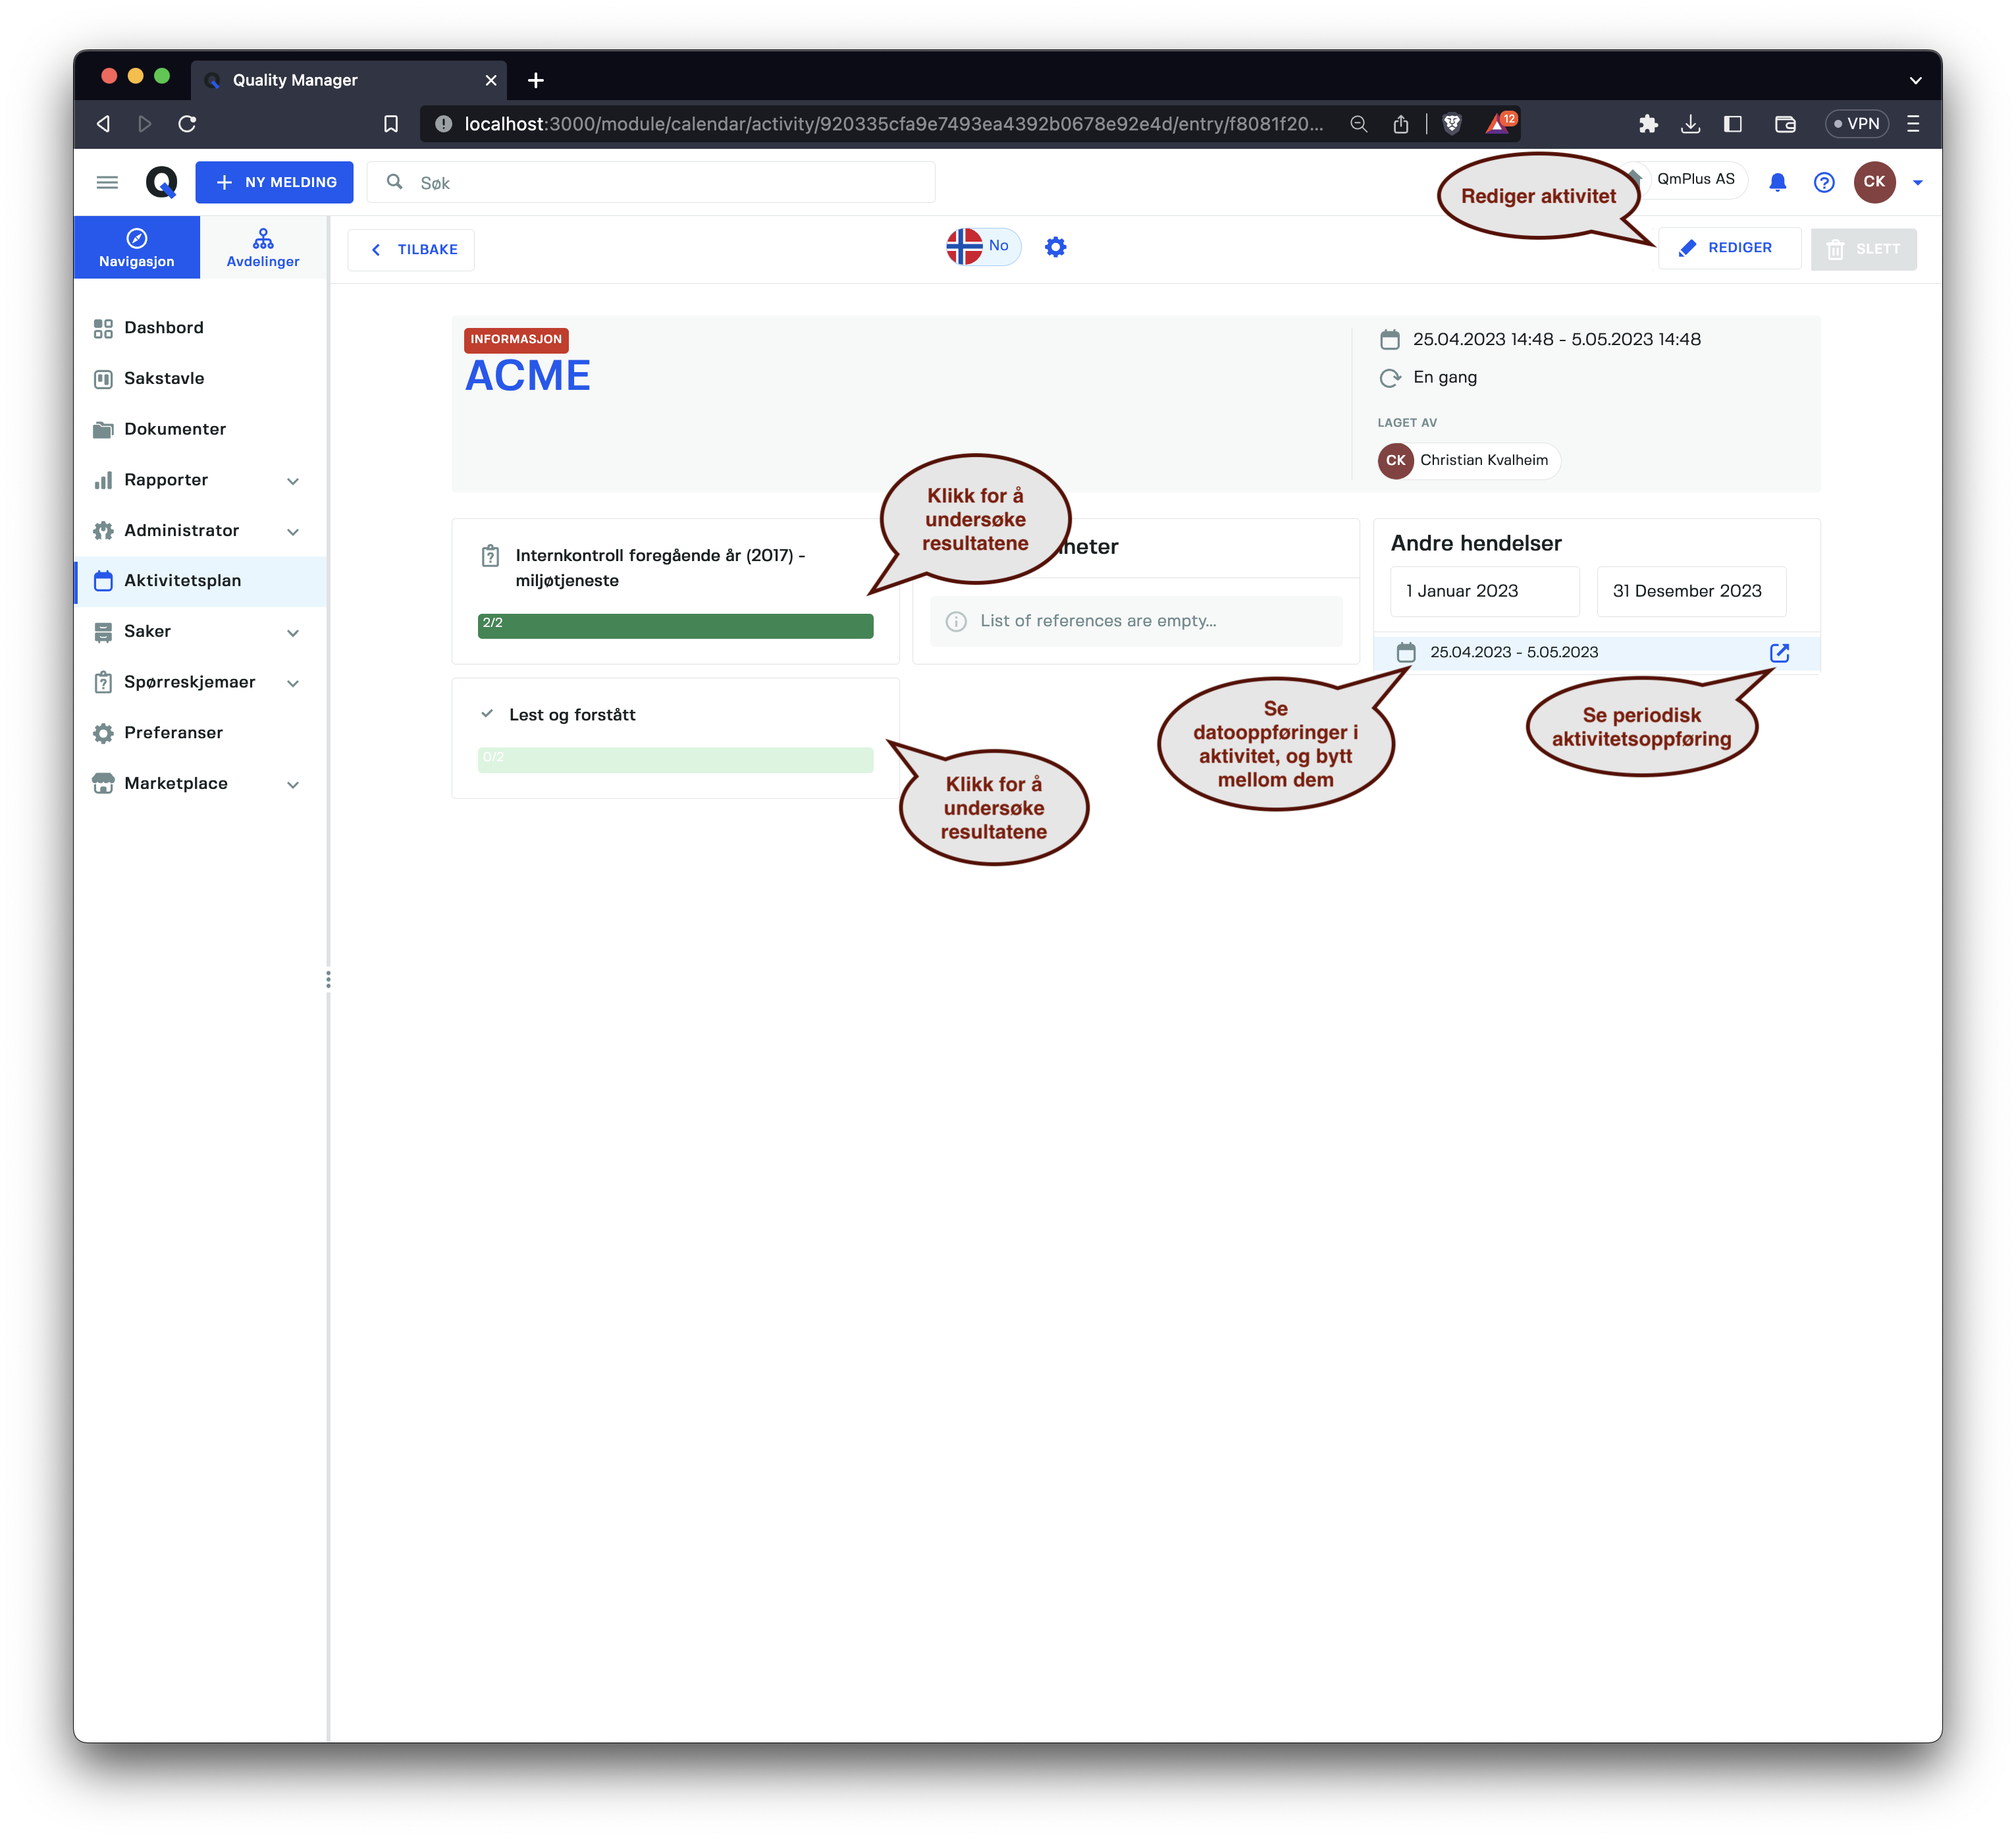 Quality Manager
localhost:3000/module/calendar/activity/920335cfa9e7493ea4392b0678e92e4d/entry/f8081f20...
12
VPN
NY MELDING
Søk
Rediger aktivitet
QmPlus AS
CK
Navigasjon
Avdelinger
TILBAKE
No
REDIGER
SLETT
Dashbord
Sakstavle
Dokumenter
Rapporter
Administrator
Aktivitetsplan
Saker
Spørreskjemaer
Preferanser
Marketplace
INFORMASJON
ACME
25.04.2023 14:48 - 5.05.2023 14:48
En gang
LAGET AV
CK Christian Kvalheim
Klikk for å
undersøke
resultatene
Internkontroll foregående år (2017) -
miljøtjeneste
2/2
List of references are empty...
Andre hendelser
1 Januar 2023
31 Desember 2023
25.04.2023 - 5.05.2023
Lest og forstått
0/2
Klikk for å
undersøke
resultatene
Se
datooppføringer i
aktivitet, og bytt
mellom dem
Se periodisk
aktivitetsoppføring